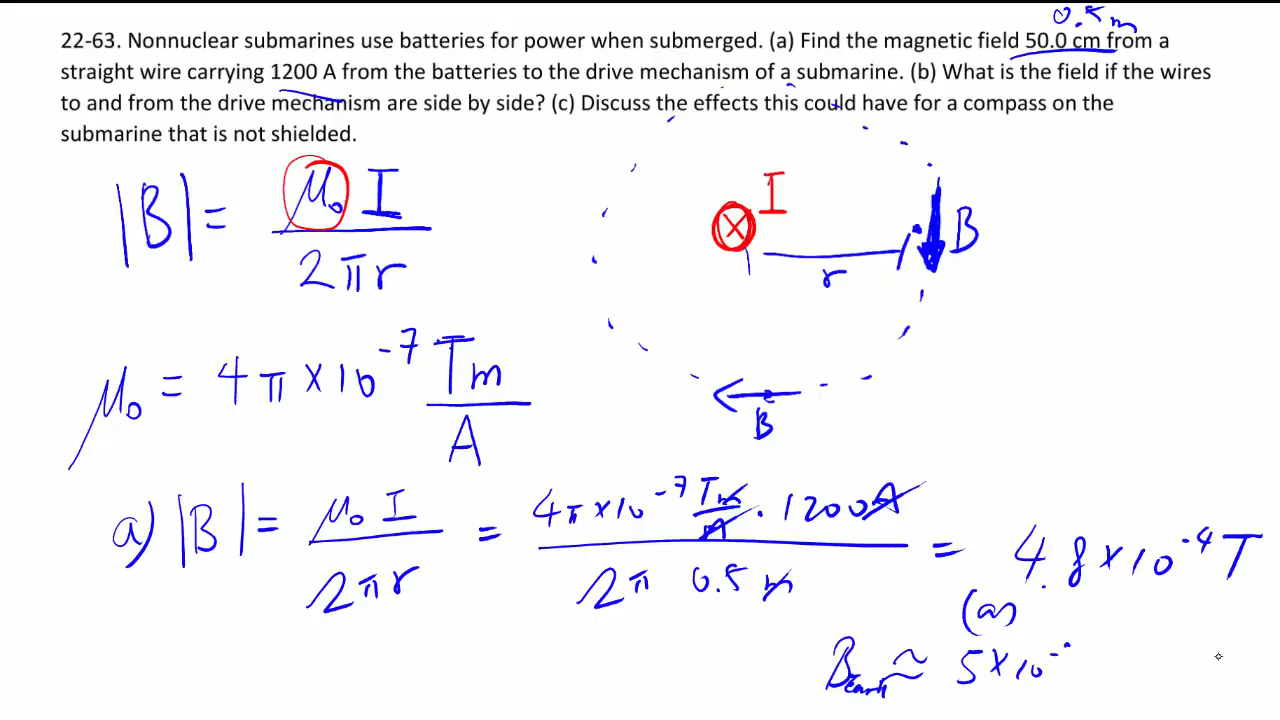 0.5 m
22-63. Nonnuclear submarines use batteries for power when submerged. (a) Find the magnetic field 50.0 cm from a
straight wire carrying 1200 A from the batteries to the drive mechanism of a submarine. (b) What is the field if the wires
to and from the drive mechanism are side by side? (c) Discuss the effects this could have for a compass on the
submarine that is not shielded.
|B| = μ₀ I / 2πr
I
B
r
μ₀ = 4π × 10⁻⁷ Tm / A
B
a) |B| = μ₀ I / 2πr = 4π × 10⁻⁷ Tm/A · 1200A / 2π 0.5 m = 4.8 × 10⁻⁴ T
(a)
B_earth ≈ 5 × 10⁻